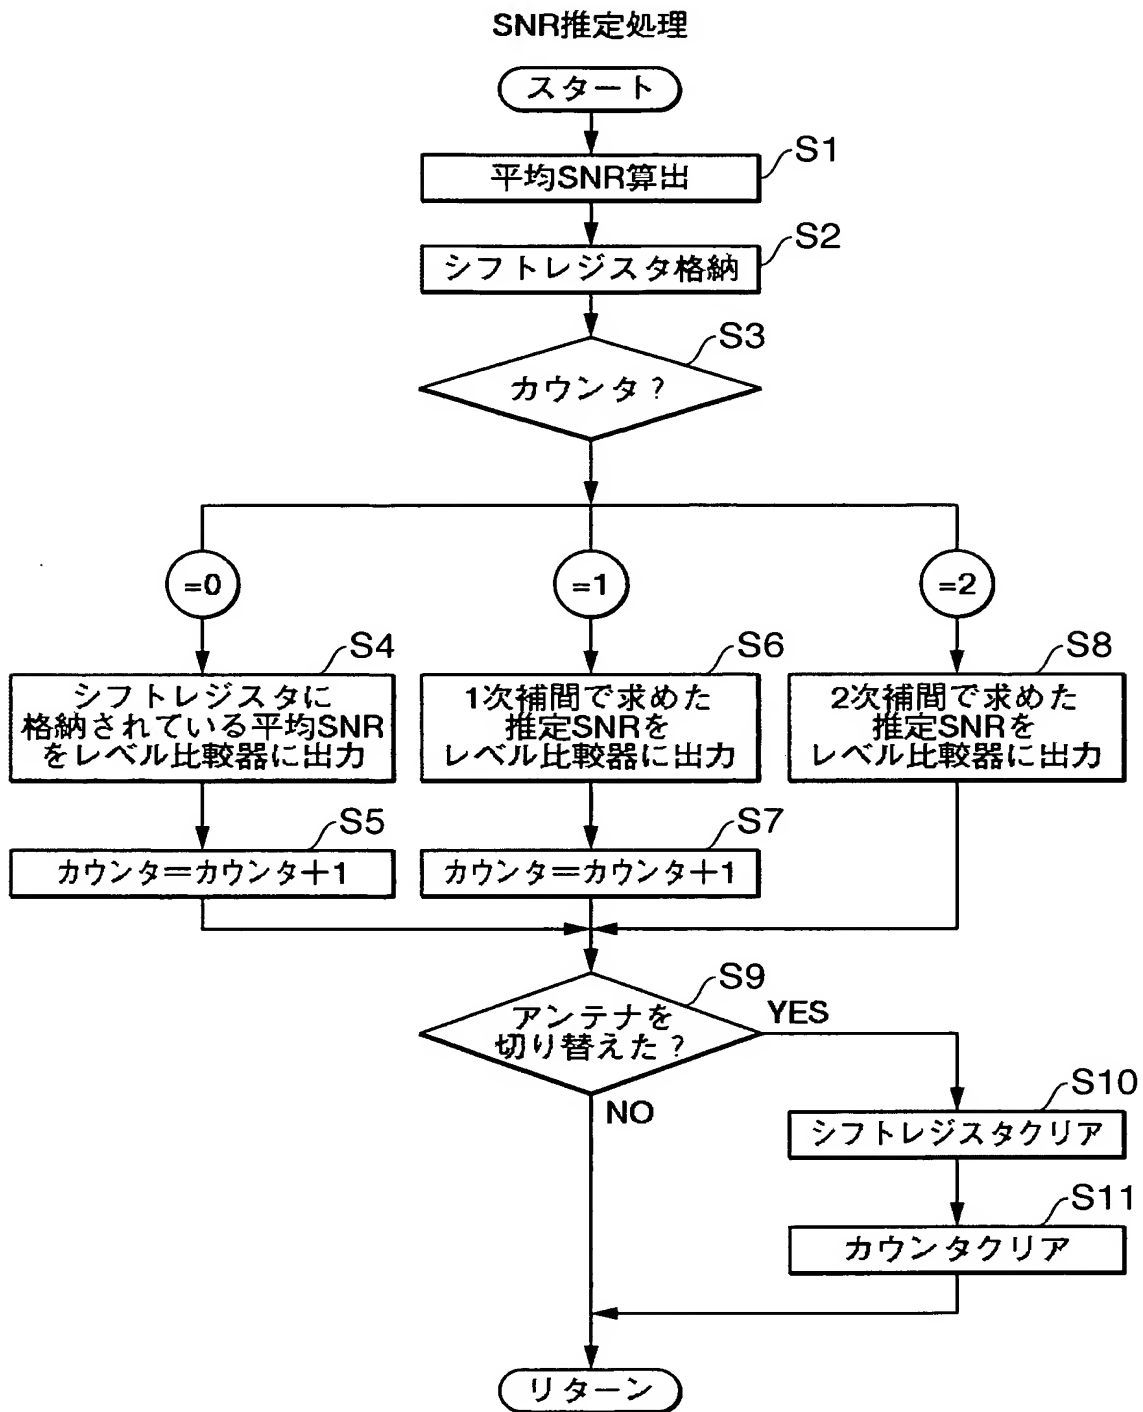 SNR推定処理
スタート
S1
平均SNR算出
S2
シフトレジスタ格納
S3
カウンタ?
=0
=1
=2
S4
シフトレジスタに
格納されている平均SNR
をレベル比較器に出力
S6
1次補間で求めた
推定SNRを
レベル比較器に出力
S8
2次補間で求めた
推定SNRを
レベル比較器に出力
S5
カウンタ=カウンタ+1
S7
カウンタ=カウンタ+1
S9
アンテナを
切り替えた?
YES
NO
S10
シフトレジスタクリア
S11
カウンタクリア
リターン